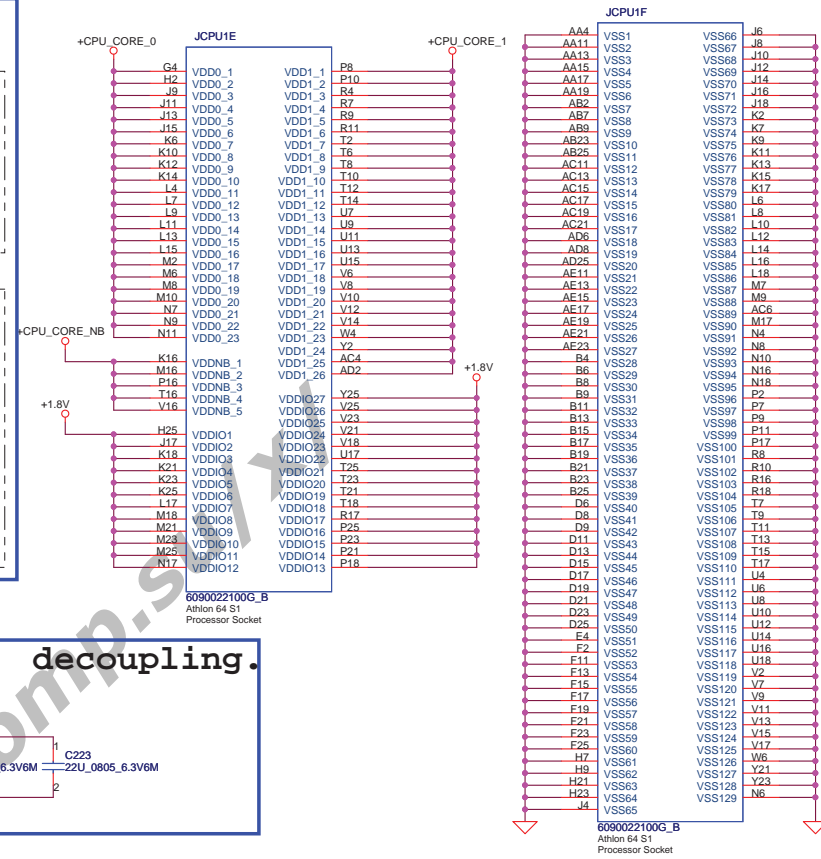 JCPU1E
+CPU_CORE_0
+CPU_CORE_1
G4 VDD0_1 VDD1_1 P8
H2 VDD0_2 VDD1_2 P10
J9 VDD0_3 VDD1_3 R4
J11 VDD0_4 VDD1_4 R7
J13 VDD0_5 VDD1_5 R9
J15 VDD0_6 VDD1_6 R11
K6 VDD0_7 VDD1_7 T2
K10 VDD0_8 VDD1_8 T6
K12 VDD0_9 VDD1_9 T8
K14 VDD0_10 VDD1_10 T10
L4 VDD0_11 VDD1_11 T12
L7 VDD0_12 VDD1_12 T14
L9 VDD0_13 VDD1_13 U7
L11 VDD0_14 VDD1_14 U9
L13 VDD0_15 VDD1_15 U11
L15 VDD0_16 VDD1_16 U13
M2 VDD0_17 VDD1_17 U15
M6 VDD0_18 VDD1_18 V6
M8 VDD0_19 VDD1_19 V8
M10 VDD0_20 VDD1_20 V10
N7 VDD0_21 VDD1_21 V12
N9 VDD0_22 VDD1_22 V14
N11 VDD0_23 VDD1_23 W4
VDD1_24 Y2
+CPU_CORE_NB
K16 VDDNB_1 VDD1_25 AC4
M16 VDDNB_2 VDD1_26 AD2
P16 VDDNB_3
+1.8V
T16 VDDNB_4 VDDIO27 Y25
V16 VDDNB_5 VDDIO26 V25
+1.8V
VDDIO25 V23
H25 VDDIO1 VDDIO24 V21
J17 VDDIO2 VDDIO23 V18
K18 VDDIO3 VDDIO22 U17
K21 VDDIO4 VDDIO21 T25
K23 VDDIO5 VDDIO20 T23
K25 VDDIO6 VDDIO19 T21
L17 VDDIO7 VDDIO18 T18
M18 VDDIO8 VDDIO17 R17
M21 VDDIO9 VDDIO16 P25
M23 VDDIO10 VDDIO15 P23
M25 VDDIO11 VDDIO14 P21
N17 VDDIO12 VDDIO13 P18
6090022100G_B
Athlon 64 S1
Processor Socket
JCPU1F
AA4 VSS1 VSS66 J6
AA11 VSS2 VSS67 J8
AA13 VSS3 VSS68 J10
AA15 VSS4 VSS69 J12
AA17 VSS5 VSS70 J14
AA19 VSS6 VSS71 J16
AB2 VSS7 VSS72 J18
AB7 VSS8 VSS73 K2
AB9 VSS9 VSS74 K7
AB23 VSS10 VSS75 K9
AB25 VSS11 VSS76 K11
AC11 VSS12 VSS77 K13
AC13 VSS13 VSS78 K15
AC15 VSS14 VSS79 K17
AC17 VSS15 VSS80 L6
AC19 VSS16 VSS81 L8
AC21 VSS17 VSS82 L10
AD6 VSS18 VSS83 L12
AD8 VSS19 VSS84 L14
AD25 VSS20 VSS85 L16
AE11 VSS21 VSS86 L18
AE13 VSS22 VSS87 M7
AE15 VSS23 VSS88 M9
AE17 VSS24 VSS89 AC6
AE19 VSS25 VSS90 M17
AE21 VSS26 VSS91 N4
AE23 VSS27 VSS92 N8
B4 VSS28 VSS93 N10
B6 VSS29 VSS94 N16
B8 VSS30 VSS95 N18
B9 VSS31 VSS96 P2
B11 VSS32 VSS97 P7
B13 VSS33 VSS98 P9
B15 VSS34 VSS99 P11
B17 VSS35 VSS100 P17
B19 VSS36 VSS101 R8
B21 VSS37 VSS102 R10
B23 VSS38 VSS103 R16
B25 VSS39 VSS104 R18
D6 VSS40 VSS105 T7
D8 VSS41 VSS106 T9
D9 VSS42 VSS107 T11
D11 VSS43 VSS108 T13
D13 VSS44 VSS109 T15
D15 VSS45 VSS110 T17
D17 VSS46 VSS111 U4
D19 VSS47 VSS112 U6
D21 VSS48 VSS113 U8
D23 VSS49 VSS114 U10
D25 VSS50 VSS115 U12
E4 VSS51 VSS116 U14
F2 VSS52 VSS117 U16
F11 VSS53 VSS118 U18
F13 VSS54 VSS119 V2
F15 VSS55 VSS120 V7
F17 VSS56 VSS121 V9
F19 VSS57 VSS122 V11
F21 VSS58 VSS123 V13
F23 VSS59 VSS124 V15
F25 VSS60 VSS125 V17
H7 VSS61 VSS126 W6
H9 VSS62 VSS127 Y21
H21 VSS63 VSS128 Y23
H23 VSS64 VSS129 N6
J4 VSS65
6090022100G_B
Athlon 64 S1
Processor Socket
decoupling.
1
C223
6.3V6M 22U_0805_6.3V6M
2
omp.su/x/